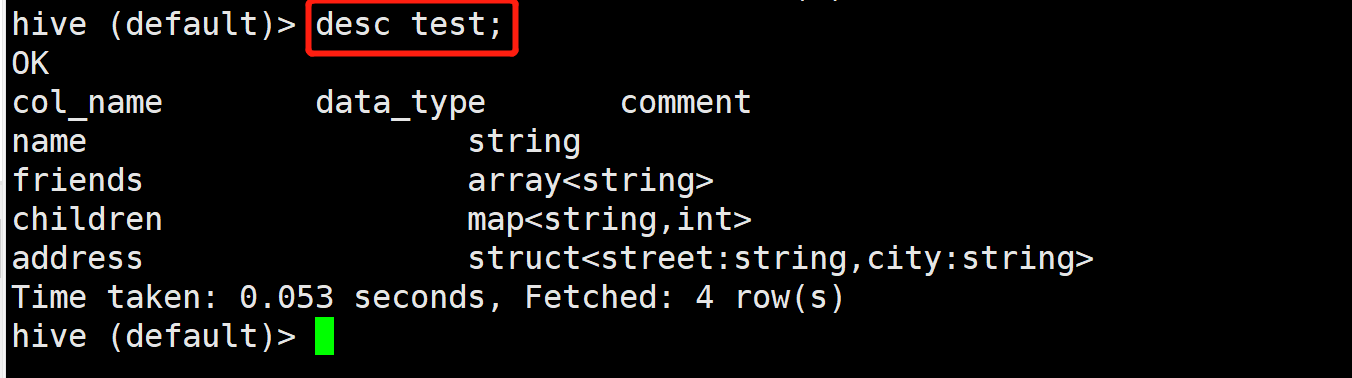 hive (default)> desc test;
OK
col_name	data_type	comment
name	string
friends	array<string>
children	map<string,int>
address	struct<street:string,city:string>
Time taken: 0.053 seconds, Fetched: 4 row(s)
hive (default)>